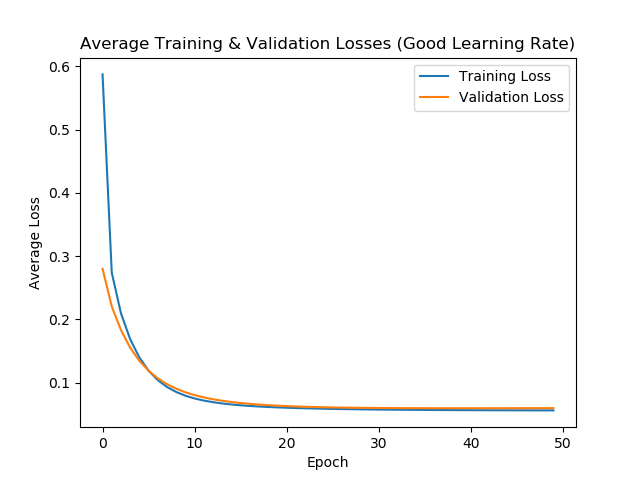 Average Training & Validation Losses (Good Learning Rate)
Training Loss
Validation Loss
Average Loss
0.6
0.5
0.4
0.3
0.2
0.1
0 10 20 30 40 50
Epoch